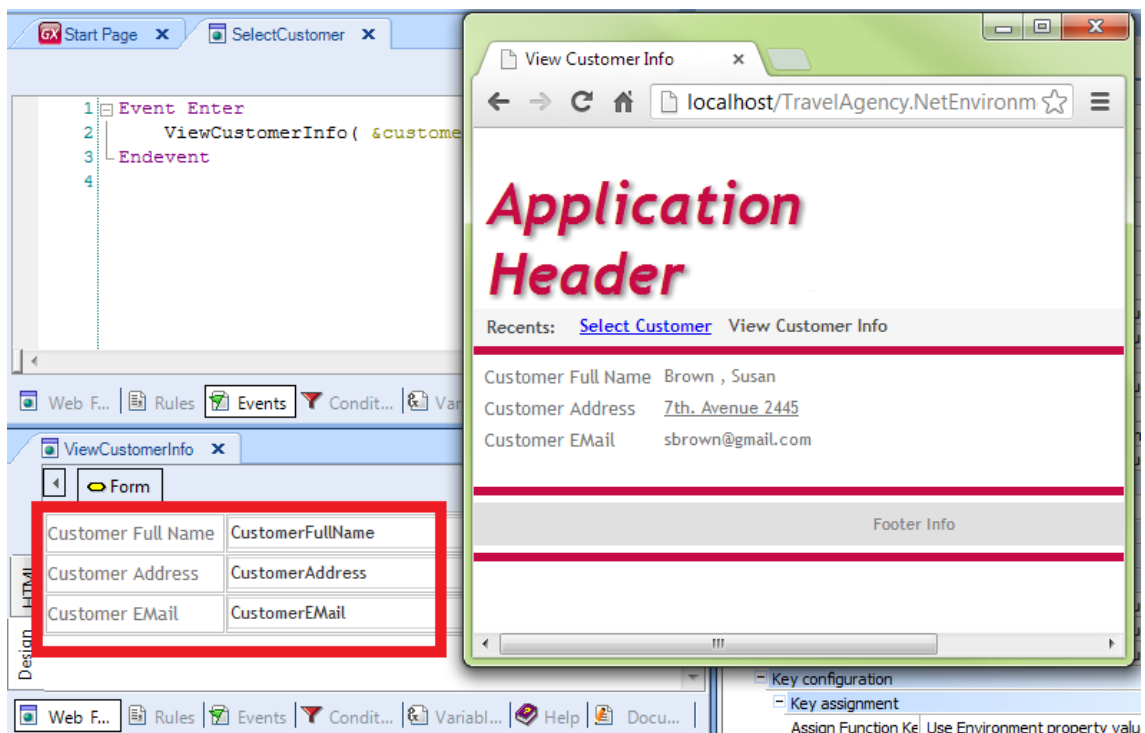 Start Page
SelectCustomer
1 Event Enter
2 ViewCustomerInfo( &custome
3 Endevent
4
Web F... Rules Events Condit... Var
ViewCustomerInfo
Form
Customer Full Name CustomerFullName
Customer Address CustomerAddress
Customer EMail CustomerEMail
HTML
Design
Web F... Rules Events Condit... Variabl... Help Docu...
View Customer Info
localhost/TravelAgency.NetEnvironm
Application
Header
Recents: Select Customer View Customer Info
Customer Full Name Brown , Susan
Customer Address 7th. Avenue 2445
Customer EMail sbrown@gmail.com
Footer Info
Key configuration
Key assignment
Assign Function Ke Use Environment property valu